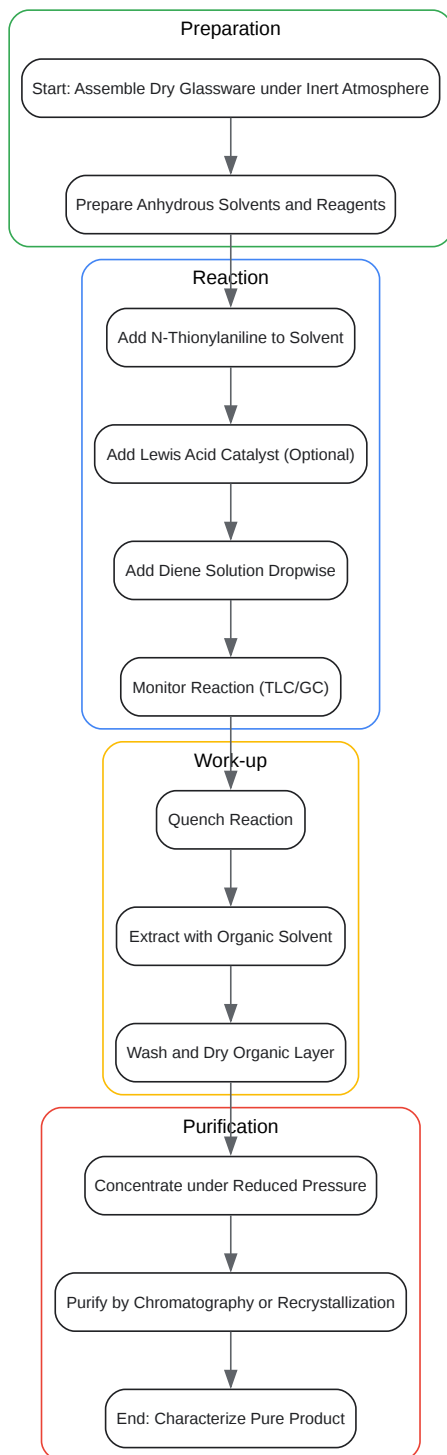 Preparation
Start: Assemble Dry Glassware under Inert Atmosphere
Prepare Anhydrous Solvents and Reagents
Reaction
Add N-Thionylaniline to Solvent
Add Lewis Acid Catalyst (Optional)
Add Diene Solution Dropwise
Monitor Reaction (TLC/GC)
Work-up
Quench Reaction
Extract with Organic Solvent
Wash and Dry Organic Layer
Purification
Concentrate under Reduced Pressure
Purify by Chromatography or Recrystallization
End: Characterize Pure Product